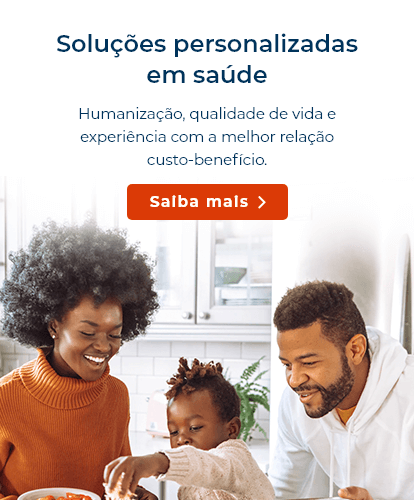 Soluções personalizadas
em saúde
Humanização, qualidade de vida e
experiência com a melhor relação
custo-benefício.
Saiba mais